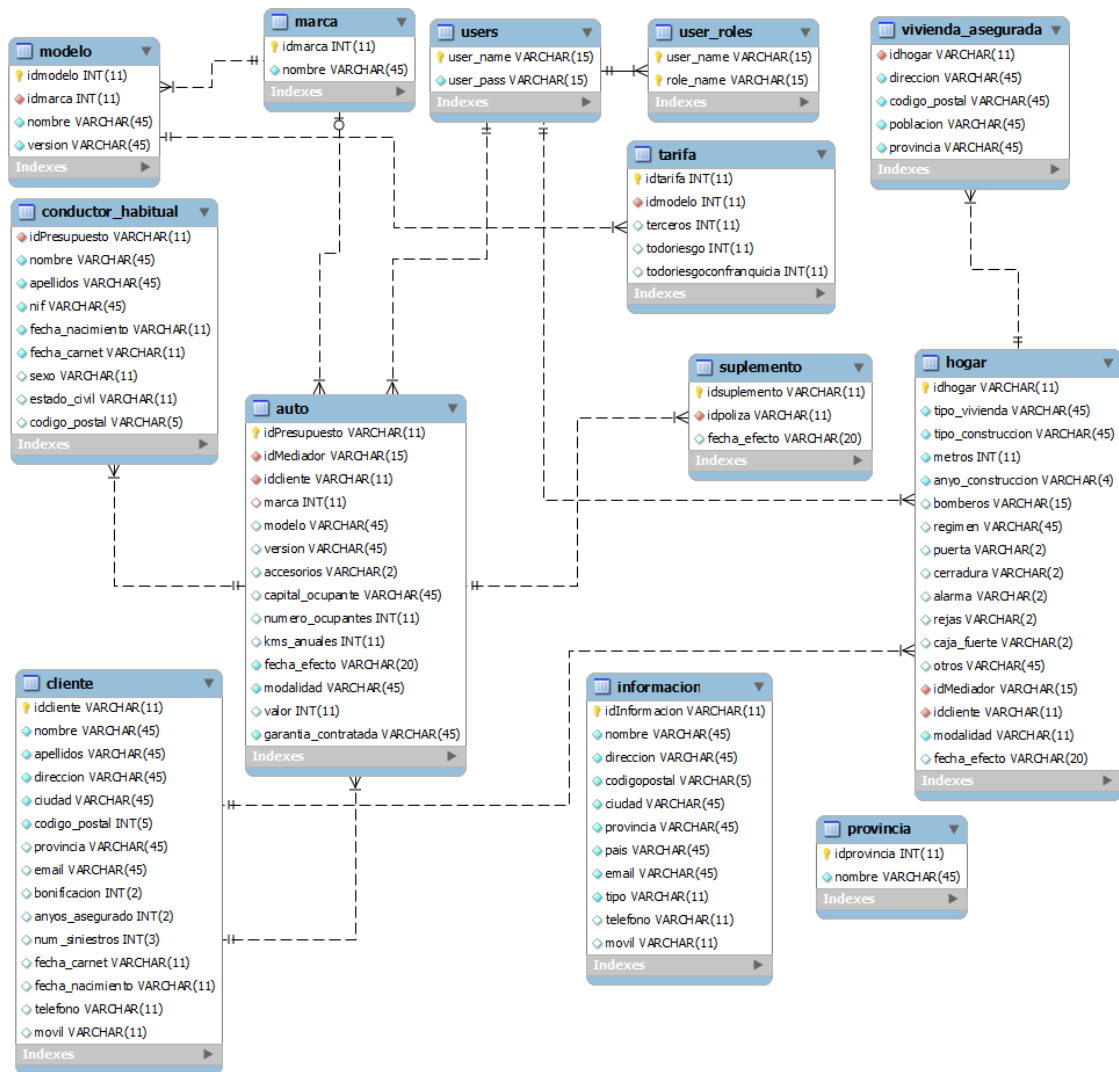 marca
idmarca INT(11)
nombre VARCHAR(45)
Indexes
users
user_name VARCHAR(15)
user_pass VARCHAR(15)
Indexes
user_roles
user_name VARCHAR(15)
role_name VARCHAR(15)
Indexes
vivienda_asegurada
idhogar VARCHAR(11)
direccion VARCHAR(45)
codigo_postal VARCHAR(45)
poblacion VARCHAR(45)
provincia VARCHAR(45)
Indexes
modelo
idmodelo INT(11)
idmarca INT(11)
nombre VARCHAR(45)
version VARCHAR(45)
Indexes
tarifa
idtarifa INT(11)
idmodelo INT(11)
terceros INT(11)
todoriesgo INT(11)
todoriesgoconfranquicia INT(11)
Indexes
conductor_habitual
idPresupuesto VARCHAR(11)
nombre VARCHAR(45)
apellidos VARCHAR(45)
nif VARCHAR(45)
fecha_nacimiento VARCHAR(11)
fecha_carnet VARCHAR(11)
sexo VARCHAR(11)
estado_civil VARCHAR(11)
codigo_postal VARCHAR(5)
Indexes
suplemento
idsuplemento VARCHAR(11)
idpoliza VARCHAR(11)
fecha_efecto VARCHAR(20)
Indexes
hogar
idhogar VARCHAR(11)
tipo_vivienda VARCHAR(45)
tipo_construccion VARCHAR(45)
metros INT(11)
anyo_construccion VARCHAR(4)
bomberos VARCHAR(15)
regimen VARCHAR(45)
puerta VARCHAR(2)
cerradura VARCHAR(2)
alarma VARCHAR(2)
rejas VARCHAR(2)
caja_fuerte VARCHAR(2)
otros VARCHAR(45)
idMediador VARCHAR(15)
idcliente VARCHAR(11)
modalidad VARCHAR(11)
fecha_efecto VARCHAR(20)
Indexes
auto
idPresupuesto VARCHAR(11)
idMediador VARCHAR(15)
idcliente VARCHAR(11)
marca INT(11)
modelo VARCHAR(45)
version VARCHAR(45)
accesorios VARCHAR(2)
capital_ocupante VARCHAR(45)
numero_ocupantes INT(11)
kms_anuales INT(11)
fecha_efecto VARCHAR(20)
modalidad VARCHAR(45)
valor INT(11)
garantia_contratada VARCHAR(45)
Indexes
cliente
idcliente VARCHAR(11)
nombre VARCHAR(45)
apellidos VARCHAR(45)
direccion VARCHAR(45)
ciudad VARCHAR(45)
codigo_postal INT(5)
provincia VARCHAR(45)
email VARCHAR(45)
bonificacion INT(2)
anyos_asegurado INT(2)
num_siniestros INT(3)
fecha_carnet VARCHAR(11)
fecha_nacimiento VARCHAR(11)
telefono VARCHAR(11)
movil VARCHAR(11)
Indexes
informacion
idInformacion VARCHAR(11)
nombre VARCHAR(45)
direccion VARCHAR(45)
codigopostal VARCHAR(5)
ciudad VARCHAR(45)
provincia VARCHAR(45)
pais VARCHAR(45)
email VARCHAR(45)
tipo VARCHAR(11)
telefono VARCHAR(11)
movil VARCHAR(11)
Indexes
provincia
idprovincia INT(11)
nombre VARCHAR(45)
Indexes